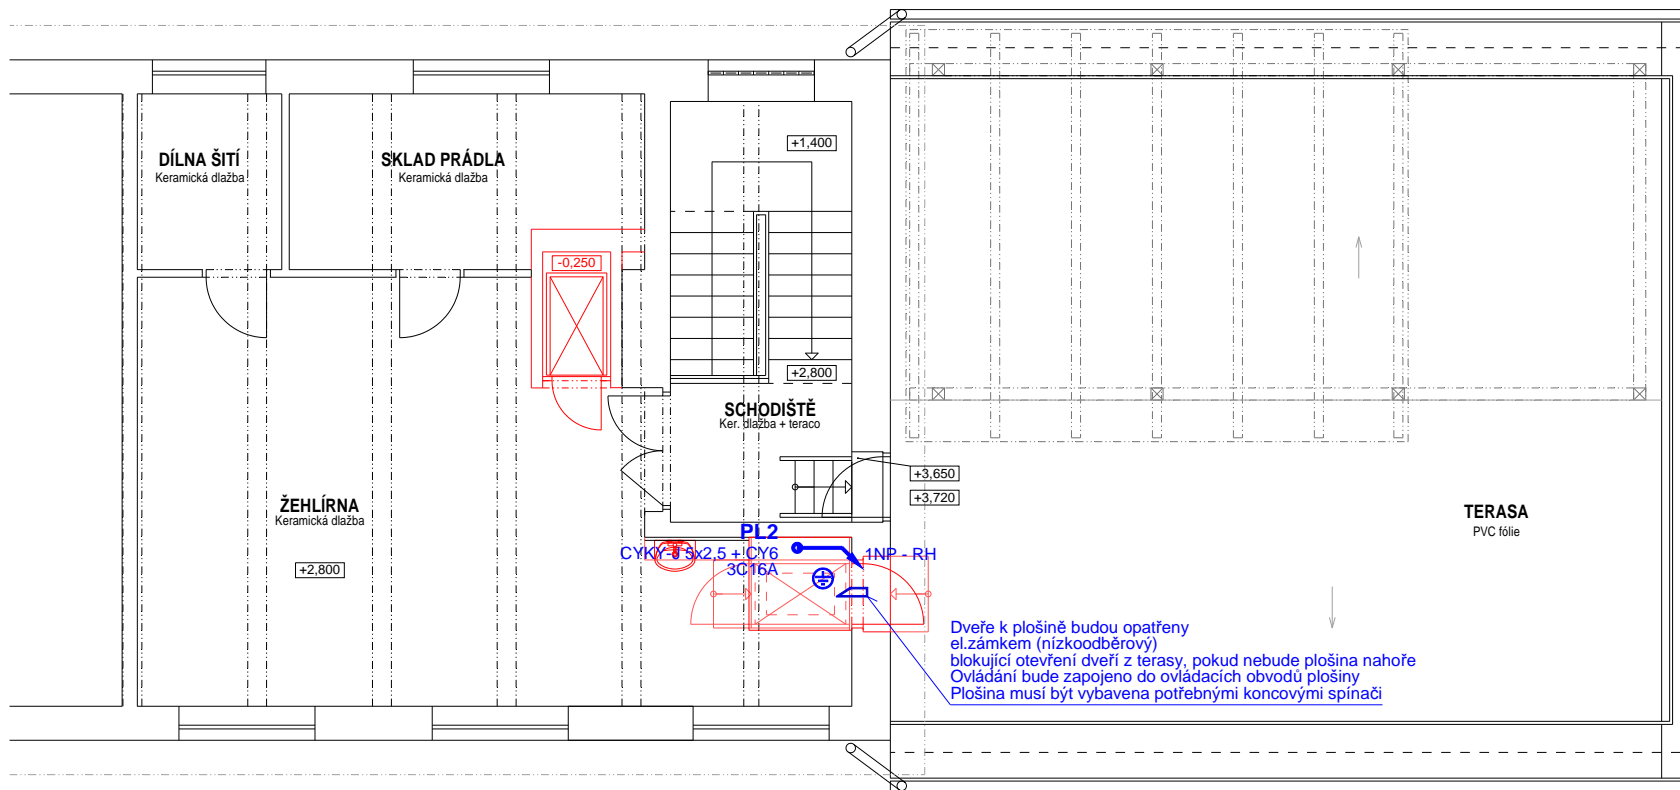 +1,400
DÍLNA ŠITÍ
Keramická dlažba
SKLAD PRÁDLA
Keramická dlažba
-0,250
+2,800
SCHODIŠTĚ
Ker. dlažba + teraco
+3,650
+3,720
ŽEHLÍRNA
Keramická dlažba
TERASA
PVC fólie
+2,800
PL2
CYKY-J 5x2,5 + CY6
3C16A
1NP - RH
Dveře k plošině budou opatřeny
el.zámkem (nízkoodběrový)
blokující otevření dveří z terasy, pokud nebude plošina nahoře
Ovládání bude zapojeno do ovládacích obvodů plošiny
Plošina musí být vybavena potřebnými koncovými spínači